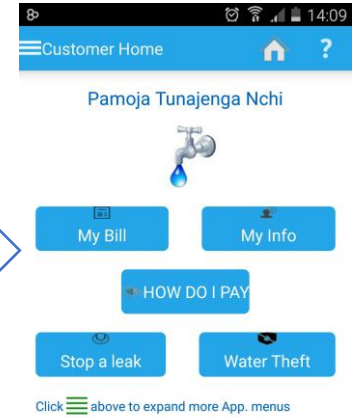 14:09
Customer Home ?
Pamoja Tunajenga Nchi
My Bill My Info
HOW DO I PAY
Stop a leak Water Theft
Click above to expand more App. menus